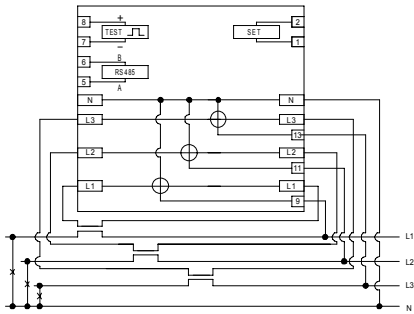 8 + 2
TEST SET
7 − 1
6 B
RS485
5 A
N N
L3 L3
13
L2 L2
11
L1 L1
9
L1
L2
L3
N